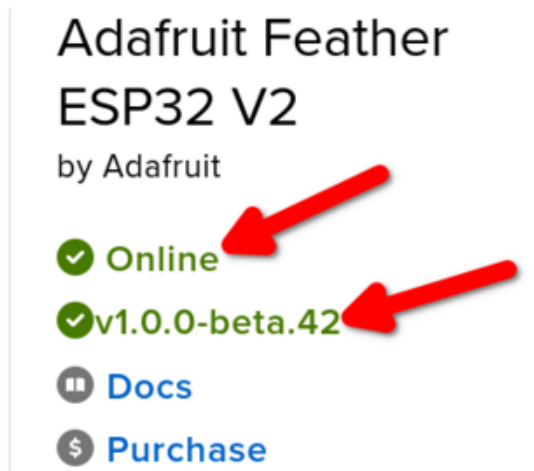 Adafruit Feather
ESP32 V2
by Adafruit
Online
v1.0.0-beta.42
Docs
$ Purchase